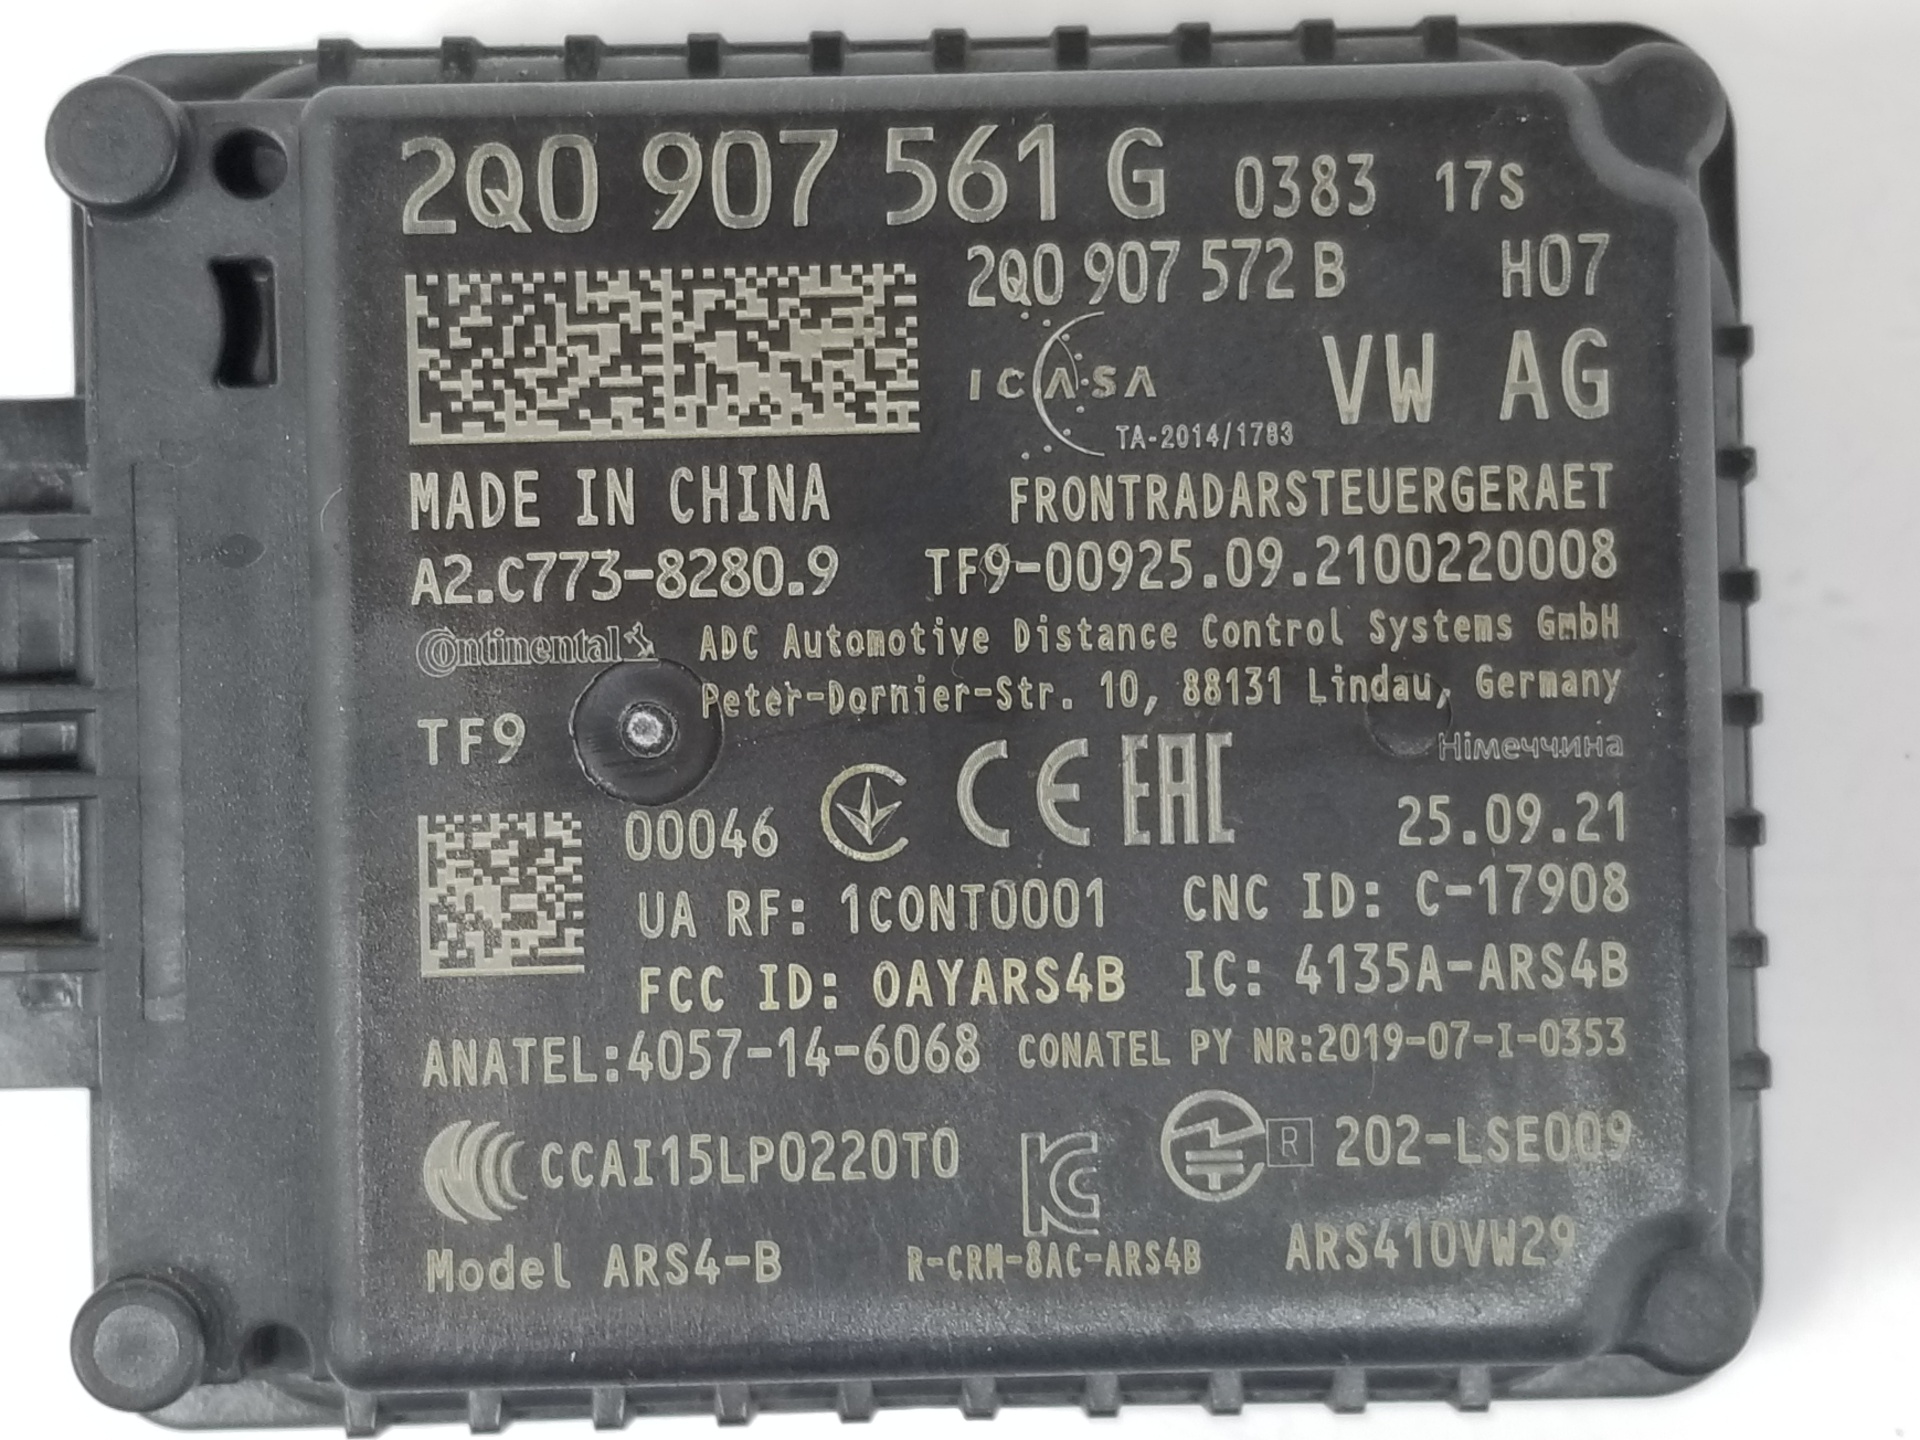 2Q0 907 561 G 0383 17S
2Q0 907 572 B H07
ICASA VW AG
TA-2014/1783
MADE IN CHINA FRONTRADARSTEUERGERAET
A2.C773-8280.9 TF9-00925.09.2100220008
Continental ADC Automotive Distance Control Systems GmbH
Peter-Dornier-Str. 10, 88131 Lindau, Germany
TF9 Німеччина
00046 CE EAC 25.09.21
UA RF: 1CONT0001 CNC ID: C-17908
FCC ID: OAYARS4B IC: 4135A-ARS4B
ANATEL:4057-14-6068 CONATEL PY NR:2019-07-I-0353
CCC CCAI15LP0220T0 KC R 202-LSE009
Model ARS4-B R-CRM-8AC-ARS4B ARS410VW29